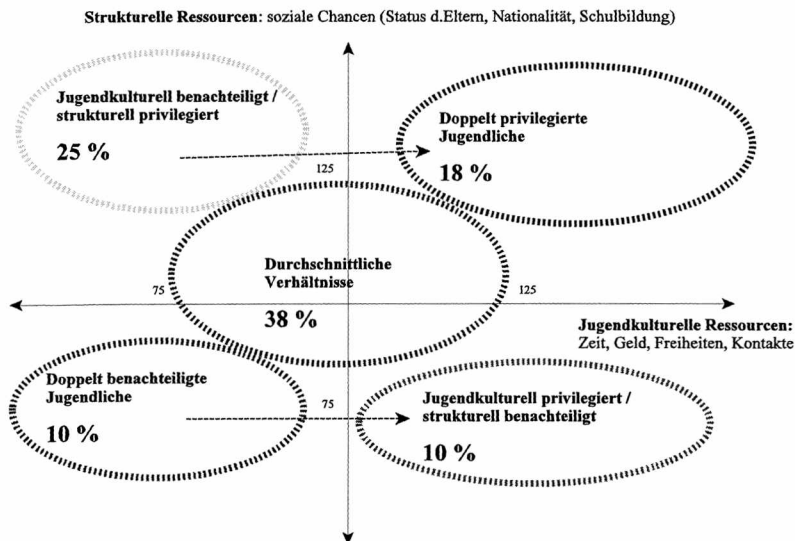 Strukturelle Ressourcen: soziale Chancen (Status d.Eltern, Nationalität, Schulbildung)
Jugendkulturell benachteiligt /
strukturell privilegiert
25 %
Doppelt privilegierte
Jugendliche
18 %
125
Durchschnittliche
Verhältnisse
38 %
75
125
Jugendkulturelle Ressourcen:
Zeit, Geld, Freiheiten, Kontakte
Doppelt benachteiligte
Jugendliche
10 %
75
Jugendkulturell privilegiert /
strukturell benachteiligt
10 %